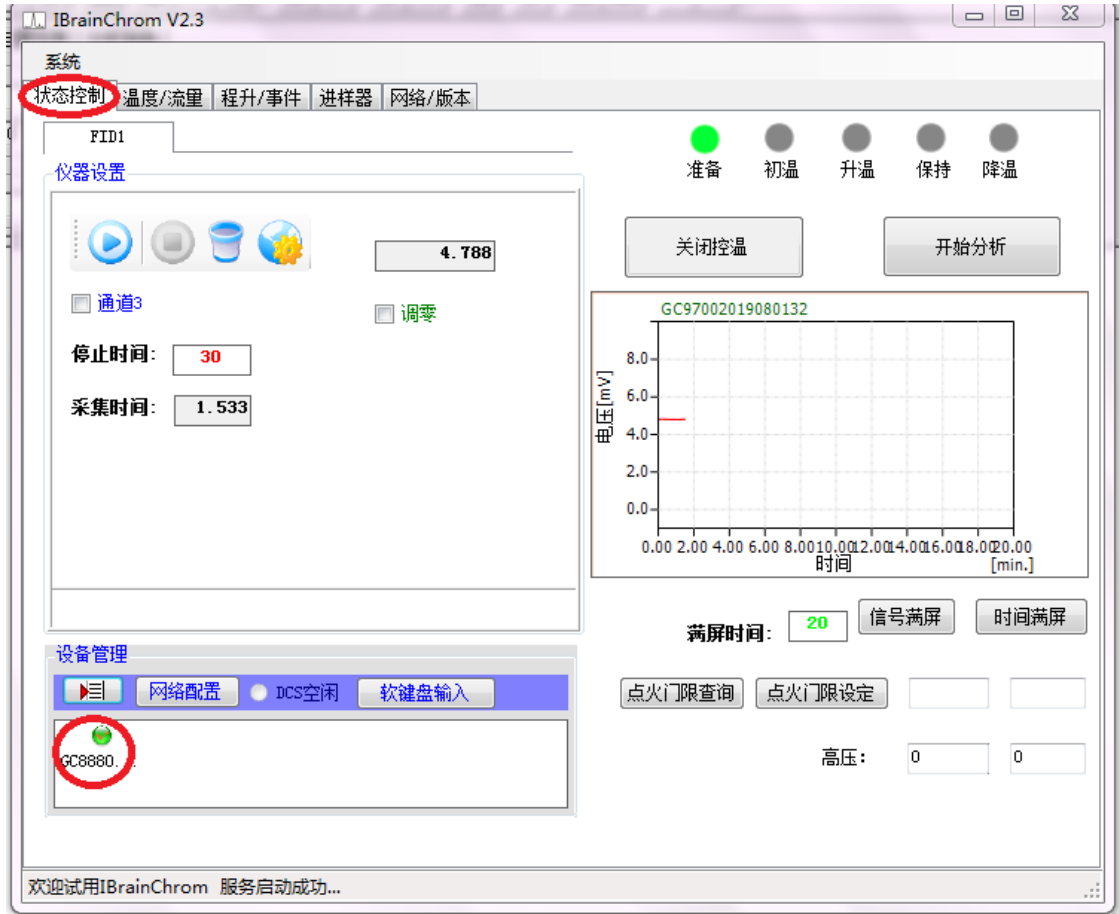 IBrainChrom V2.3
系统
状态控制 温度/流量 程升/事件 进样器 网络/版本
FID1
准备 初温 升温 保持 降温
仪器设置
4.788
关闭控温 开始分析
通道3 调零
停止时间: 30
采集时间: 1.533
GC97002019080132
电压[mV]
8.0
6.0
4.0
2.0
0.0
0.00 2.00 4.00 6.00 8.00 10.00 12.00 14.00 16.00 18.00 20.00
时间 [min.]
满屏时间: 20 信号满屏 时间满屏
设备管理
网络配置 DCS空闲 软键盘输入
点火门限查询 点火门限设定
GC8880...
高压: 0 0
欢迎试用IBrainChrom 服务启动成功...